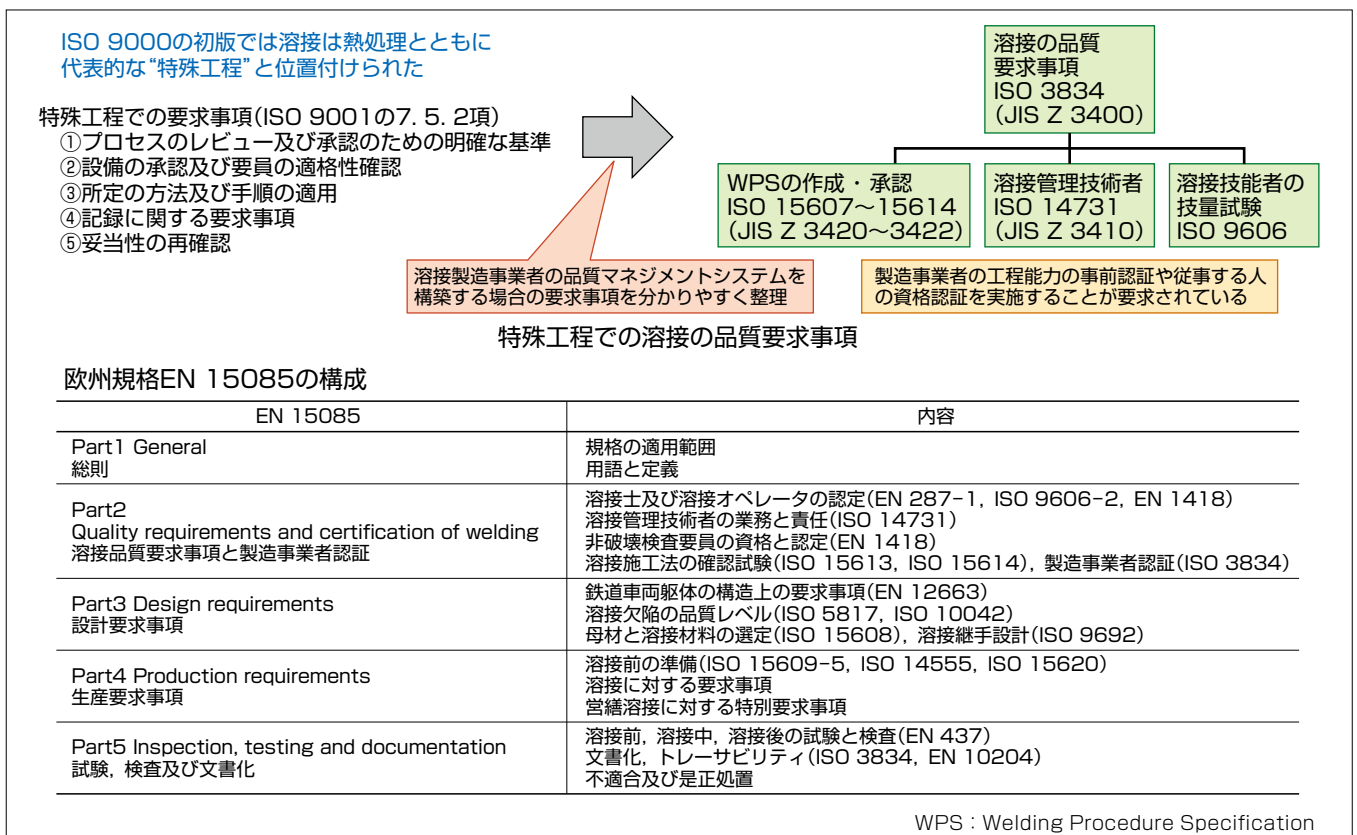 ISO 9000の初版では溶接は熱処理とともに
代表的な“特殊工程”と位置付けられた
特殊工程での要求事項(ISO 9001の7. 5. 2項)
①プロセスのレビュー及び承認のための明確な基準
②設備の承認及び要員の適格性確認
③所定の方法及び手順の適用
④記録に関する要求事項
⑤妥当性の再確認
溶接製造事業者の品質マネジメントシステムを
構築する場合の要求事項を分かりやすく整理
溶接の品質
要求事項
ISO 3834
(JIS Z 3400)
WPSの作成・承認
ISO 15607〜15614
(JIS Z 3420〜3422)
溶接管理技術者
ISO 14731
(JIS Z 3410)
溶接技能者の
技量試験
ISO 9606
製造事業者の工程能力の事前認証や従事する人
の資格認証を実施することが要求されている
特殊工程での溶接の品質要求事項
欧州規格EN 15085の構成
EN 15085
内容
Part1 General
総則
規格の適用範囲
用語と定義
Part2
Quality requirements and certification of welding
溶接品質要求事項と製造事業者認証
溶接士及び溶接オペレータの認定(EN 287-1, ISO 9606-2, EN 1418)
溶接管理技術者の業務と責任(ISO 14731)
非破壊検査要員の資格と認定(EN 1418)
溶接施工法の確認試験(ISO 15613, ISO 15614), 製造事業者認証(ISO 3834)
Part3 Design requirements
設計要求事項
鉄道車両躯体の構造上の要求事項(EN 12663)
溶接欠陥の品質レベル(ISO 5817, ISO 10042)
母材と溶接材料の選定(ISO 15608), 溶接継手設計(ISO 9692)
Part4 Production requirements
生産要求事項
溶接前の準備(ISO 15609-5, ISO 14555, ISO 15620)
溶接に対する要求事項
営繕溶接に対する特別要求事項
Part5 Inspection, testing and documentation
試験, 検査及び文書化
溶接前, 溶接中, 溶接後の試験と検査(EN 437)
文書化, トレーサビリティ(ISO 3834, EN 10204)
不適合及び是正処置
WPS：Welding Procedure Specification